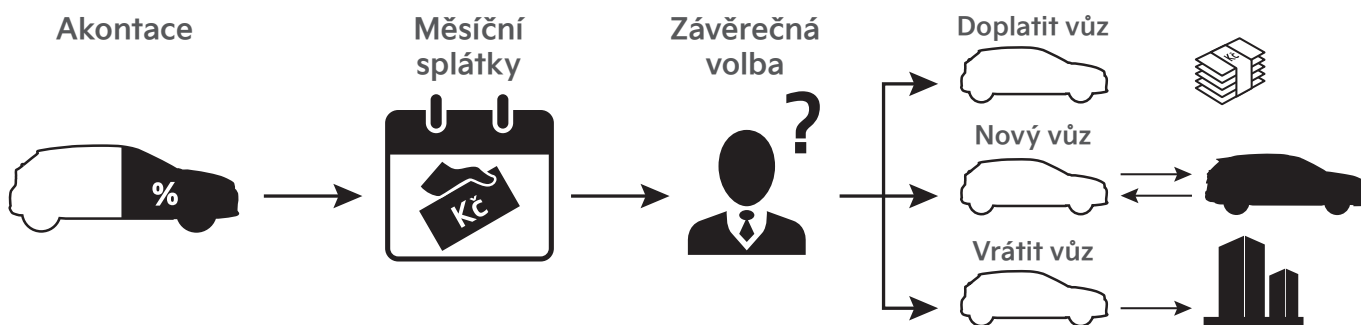 Akontace
%
Měsíční
splátky
Kč
Závěrečná
volba
?
Doplatit vůz
Kč
Nový vůz
Vrátit vůz